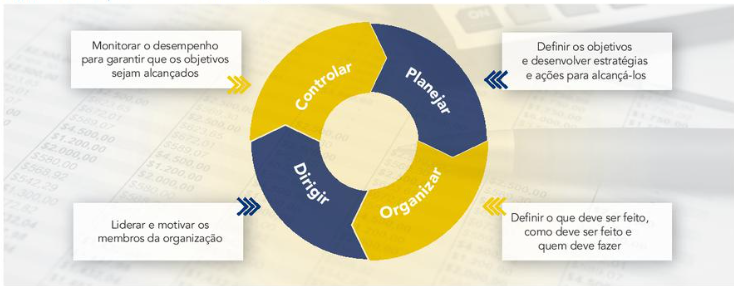 Monitorar o desempenho
para garantir que os objetivos
sejam alcançados
Controlar
Planejar
Definir os objetivos
e desenvolver estratégias
e ações para alcançá-los
Liderar e motivar os
membros da organização
Dirigir
Organizar
Definir o que deve ser feito,
como deve ser feito e
quem deve fazer